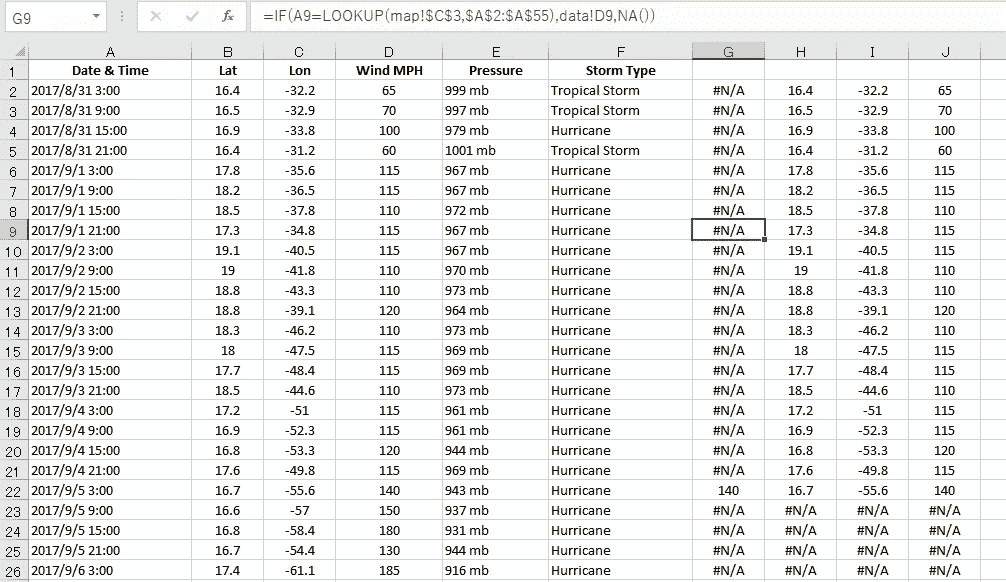 G9 fx =IF(A9=LOOKUP(map!$C$3,$A$2:$A$55),data!D9,NA())
A B C D E F G H I J
1 Date & Time Lat Lon Wind MPH Pressure Storm Type
2 2017/8/31 3:00 16.4 -32.2 65 999 mb Tropical Storm #N/A 16.4 -32.2 65
3 2017/8/31 9:00 16.5 -32.9 70 997 mb Tropical Storm #N/A 16.5 -32.9 70
4 2017/8/31 15:00 16.9 -33.8 100 979 mb Hurricane #N/A 16.9 -33.8 100
5 2017/8/31 21:00 16.4 -31.2 60 1001 mb Tropical Storm #N/A 16.4 -31.2 60
6 2017/9/1 3:00 17.8 -35.6 115 967 mb Hurricane #N/A 17.8 -35.6 115
7 2017/9/1 9:00 18.2 -36.5 115 967 mb Hurricane #N/A 18.2 -36.5 115
8 2017/9/1 15:00 18.5 -37.8 110 972 mb Hurricane #N/A 18.5 -37.8 110
9 2017/9/1 21:00 17.3 -34.8 115 967 mb Hurricane #N/A 17.3 -34.8 115
10 2017/9/2 3:00 19.1 -40.5 115 967 mb Hurricane #N/A 19.1 -40.5 115
11 2017/9/2 9:00 19 -41.8 110 970 mb Hurricane #N/A 19 -41.8 110
12 2017/9/2 15:00 18.8 -43.3 110 973 mb Hurricane #N/A 18.8 -43.3 110
13 2017/9/2 21:00 18.8 -39.1 120 964 mb Hurricane #N/A 18.8 -39.1 120
14 2017/9/3 3:00 18.3 -46.2 110 973 mb Hurricane #N/A 18.3 -46.2 110
15 2017/9/3 9:00 18 -47.5 115 969 mb Hurricane #N/A 18 -47.5 115
16 2017/9/3 15:00 17.7 -48.4 115 969 mb Hurricane #N/A 17.7 -48.4 115
17 2017/9/3 21:00 18.5 -44.6 110 973 mb Hurricane #N/A 18.5 -44.6 110
18 2017/9/4 3:00 17.2 -51 115 961 mb Hurricane #N/A 17.2 -51 115
19 2017/9/4 9:00 16.9 -52.3 115 961 mb Hurricane #N/A 16.9 -52.3 115
20 2017/9/4 15:00 16.8 -53.3 120 944 mb Hurricane #N/A 16.8 -53.3 120
21 2017/9/4 21:00 17.6 -49.8 115 969 mb Hurricane #N/A 17.6 -49.8 115
22 2017/9/5 3:00 16.7 -55.6 140 943 mb Hurricane 140 16.7 -55.6 140
23 2017/9/5 9:00 16.6 -57 150 937 mb Hurricane #N/A #N/A #N/A #N/A
24 2017/9/5 15:00 16.8 -58.4 180 931 mb Hurricane #N/A #N/A #N/A #N/A
25 2017/9/5 21:00 16.7 -54.4 130 944 mb Hurricane #N/A #N/A #N/A #N/A
26 2017/9/6 3:00 17.4 -61.1 185 916 mb Hurricane #N/A #N/A #N/A #N/A